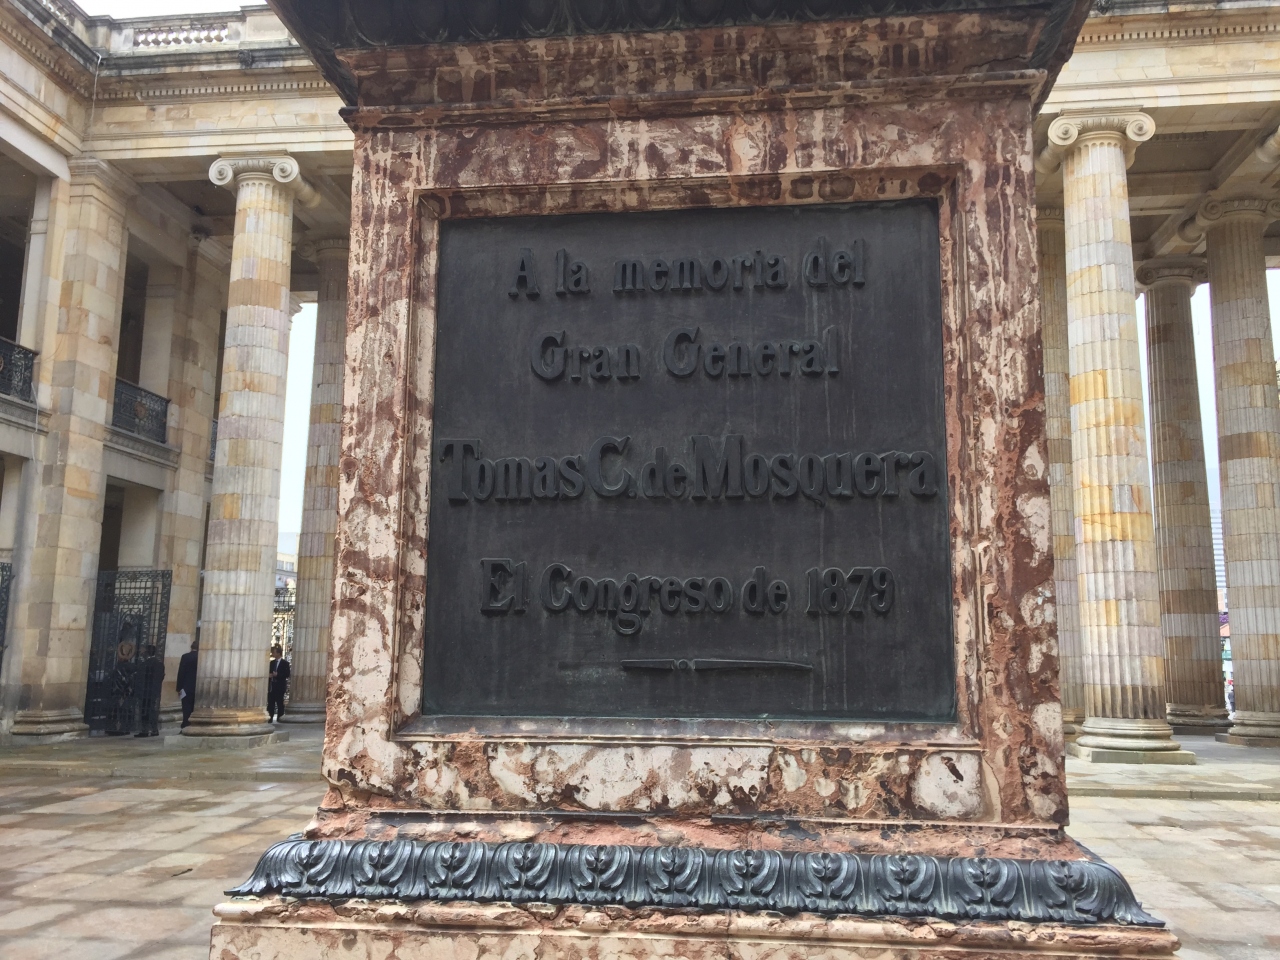 A la memoria del
Gran General
Tomas C. de Mosquera
El Congreso de 1879